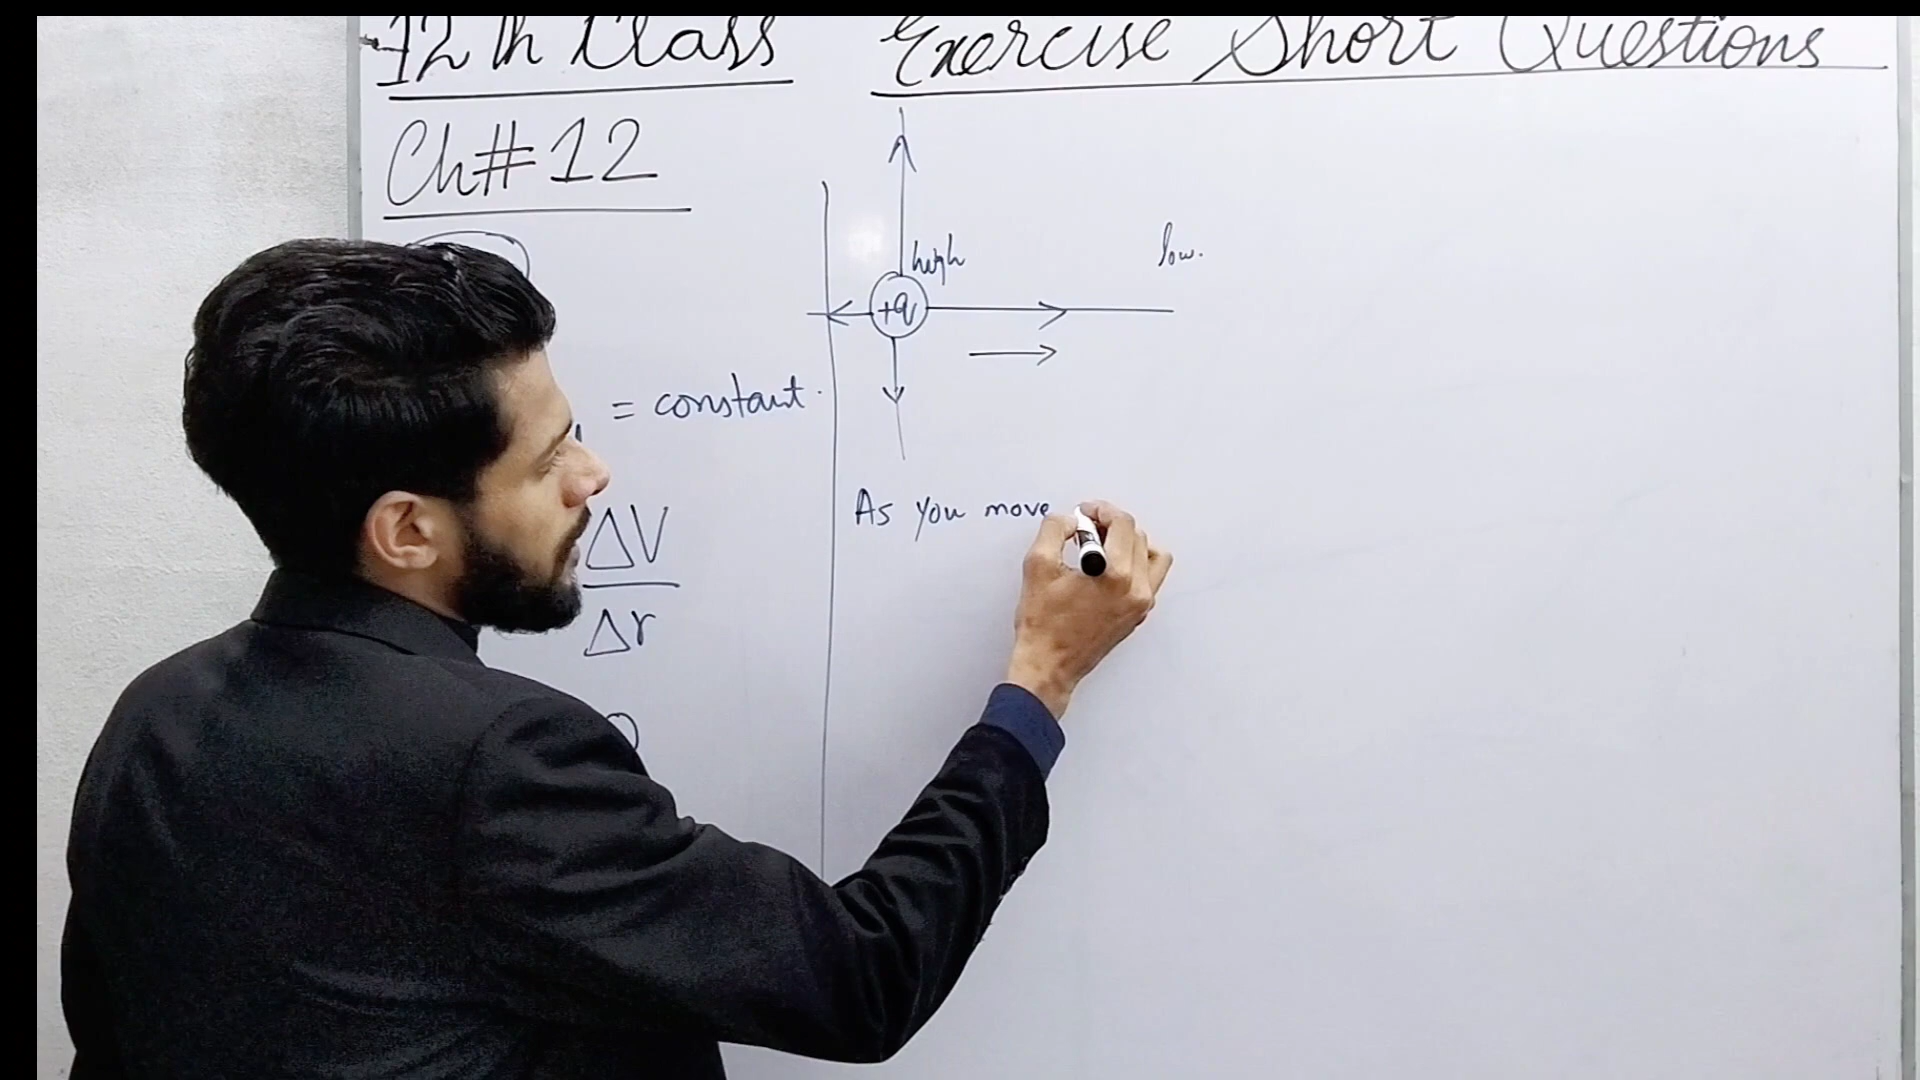 12th Class Exercise Short Questions
Ch#12
high
low.
+q
= constant.
As you move
ΔV
Δr